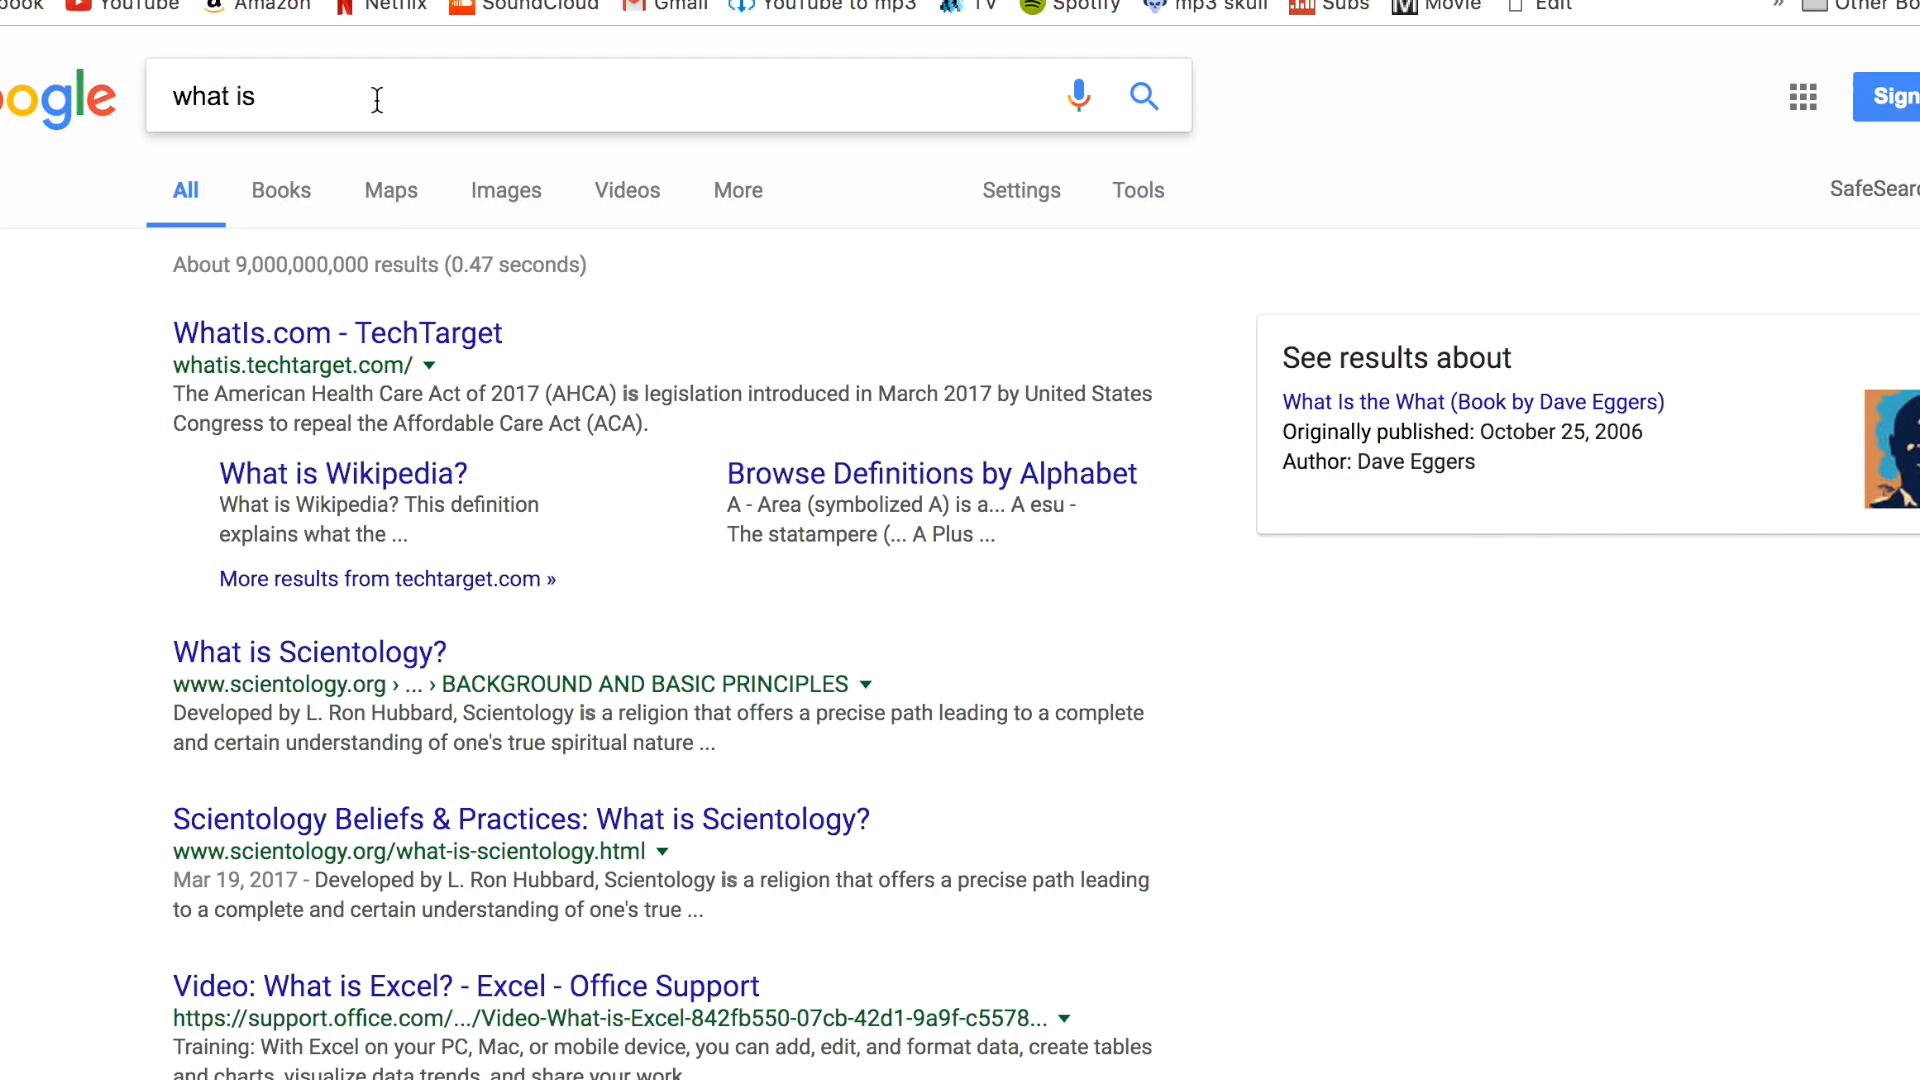 YouTube Amazon Netflix SoundCloud Gmail YouTube to mp3 TV Spotify mp3 skull Subs Movie Edit »
what is
All Books Maps Images Videos More Settings Tools
About 9,000,000,000 results (0.47 seconds)
WhatIs.com - TechTarget
whatis.techtarget.com/
The American Health Care Act of 2017 (AHCA) is legislation introduced in March 2017 by United States
Congress to repeal the Affordable Care Act (ACA).
What is Wikipedia?
What is Wikipedia? This definition
explains what the ...
Browse Definitions by Alphabet
A - Area (symbolized A) is a... A esu -
The statampere (... A Plus ...
More results from techtarget.com »
See results about
What Is the What (Book by Dave Eggers)
Originally published: October 25, 2006
Author: Dave Eggers
What is Scientology?
www.scientology.org › ... › BACKGROUND AND BASIC PRINCIPLES
Developed by L. Ron Hubbard, Scientology is a religion that offers a precise path leading to a complete
and certain understanding of one's true spiritual nature ...
Scientology Beliefs & Practices: What is Scientology?
www.scientology.org/what-is-scientology.html
Mar 19, 2017 - Developed by L. Ron Hubbard, Scientology is a religion that offers a precise path leading
to a complete and certain understanding of one's true ...
Video: What is Excel? - Excel - Office Support
https://support.office.com/.../Video-What-is-Excel-842fb550-07cb-42d1-9a9f-c5578...
Training: With Excel on your PC, Mac, or mobile device, you can add, edit, and format data, create tables
and charts, visualize data trends, and share your work.